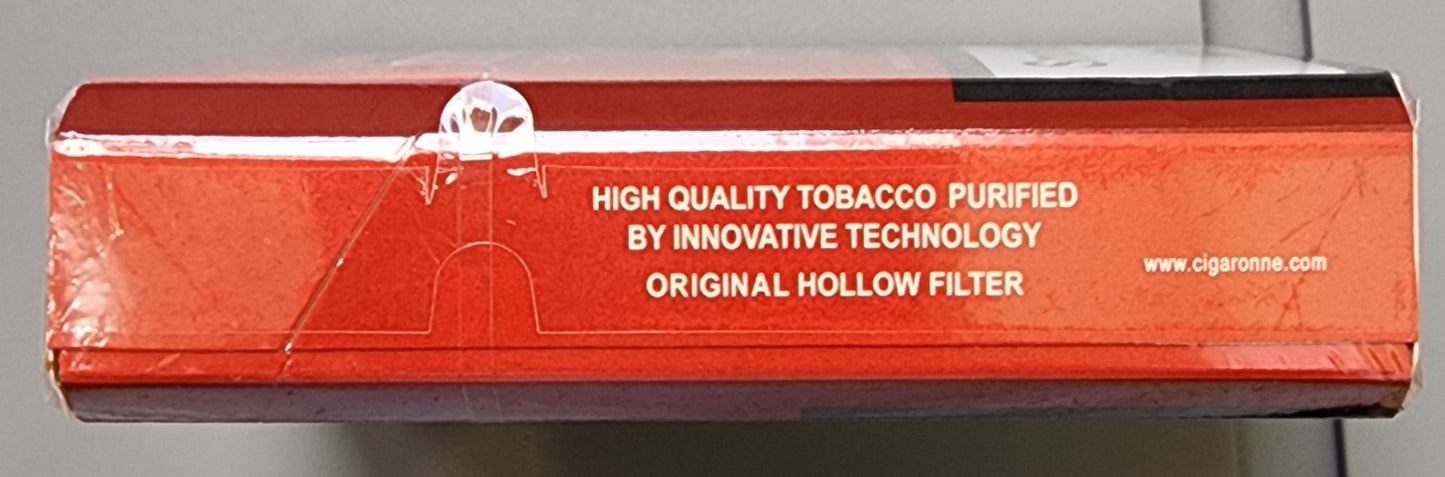 HIGH QUALITY TOBACCO PURIFIED
BY INNOVATIVE TECHNOLOGY
ORIGINAL HOLLOW FILTER
www.cigaronne.com